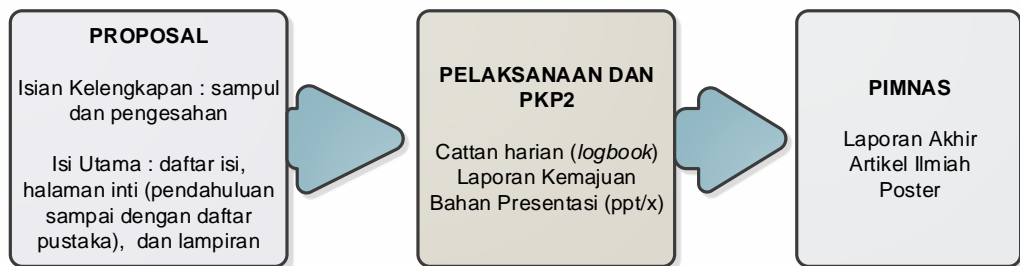 PROPOSAL
Isian Kelengkapan : sampul
dan pengesahan
Isi Utama : daftar isi,
halaman inti (pendahuluan
sampai dengan daftar
pustaka), dan lampiran
PELAKSANAAN DAN
PKP2
Cattan harian (logbook)
Laporan Kemajuan
Bahan Presentasi (ppt/x)
PIMNAS
Laporan Akhir
Artikel Ilmiah
Poster